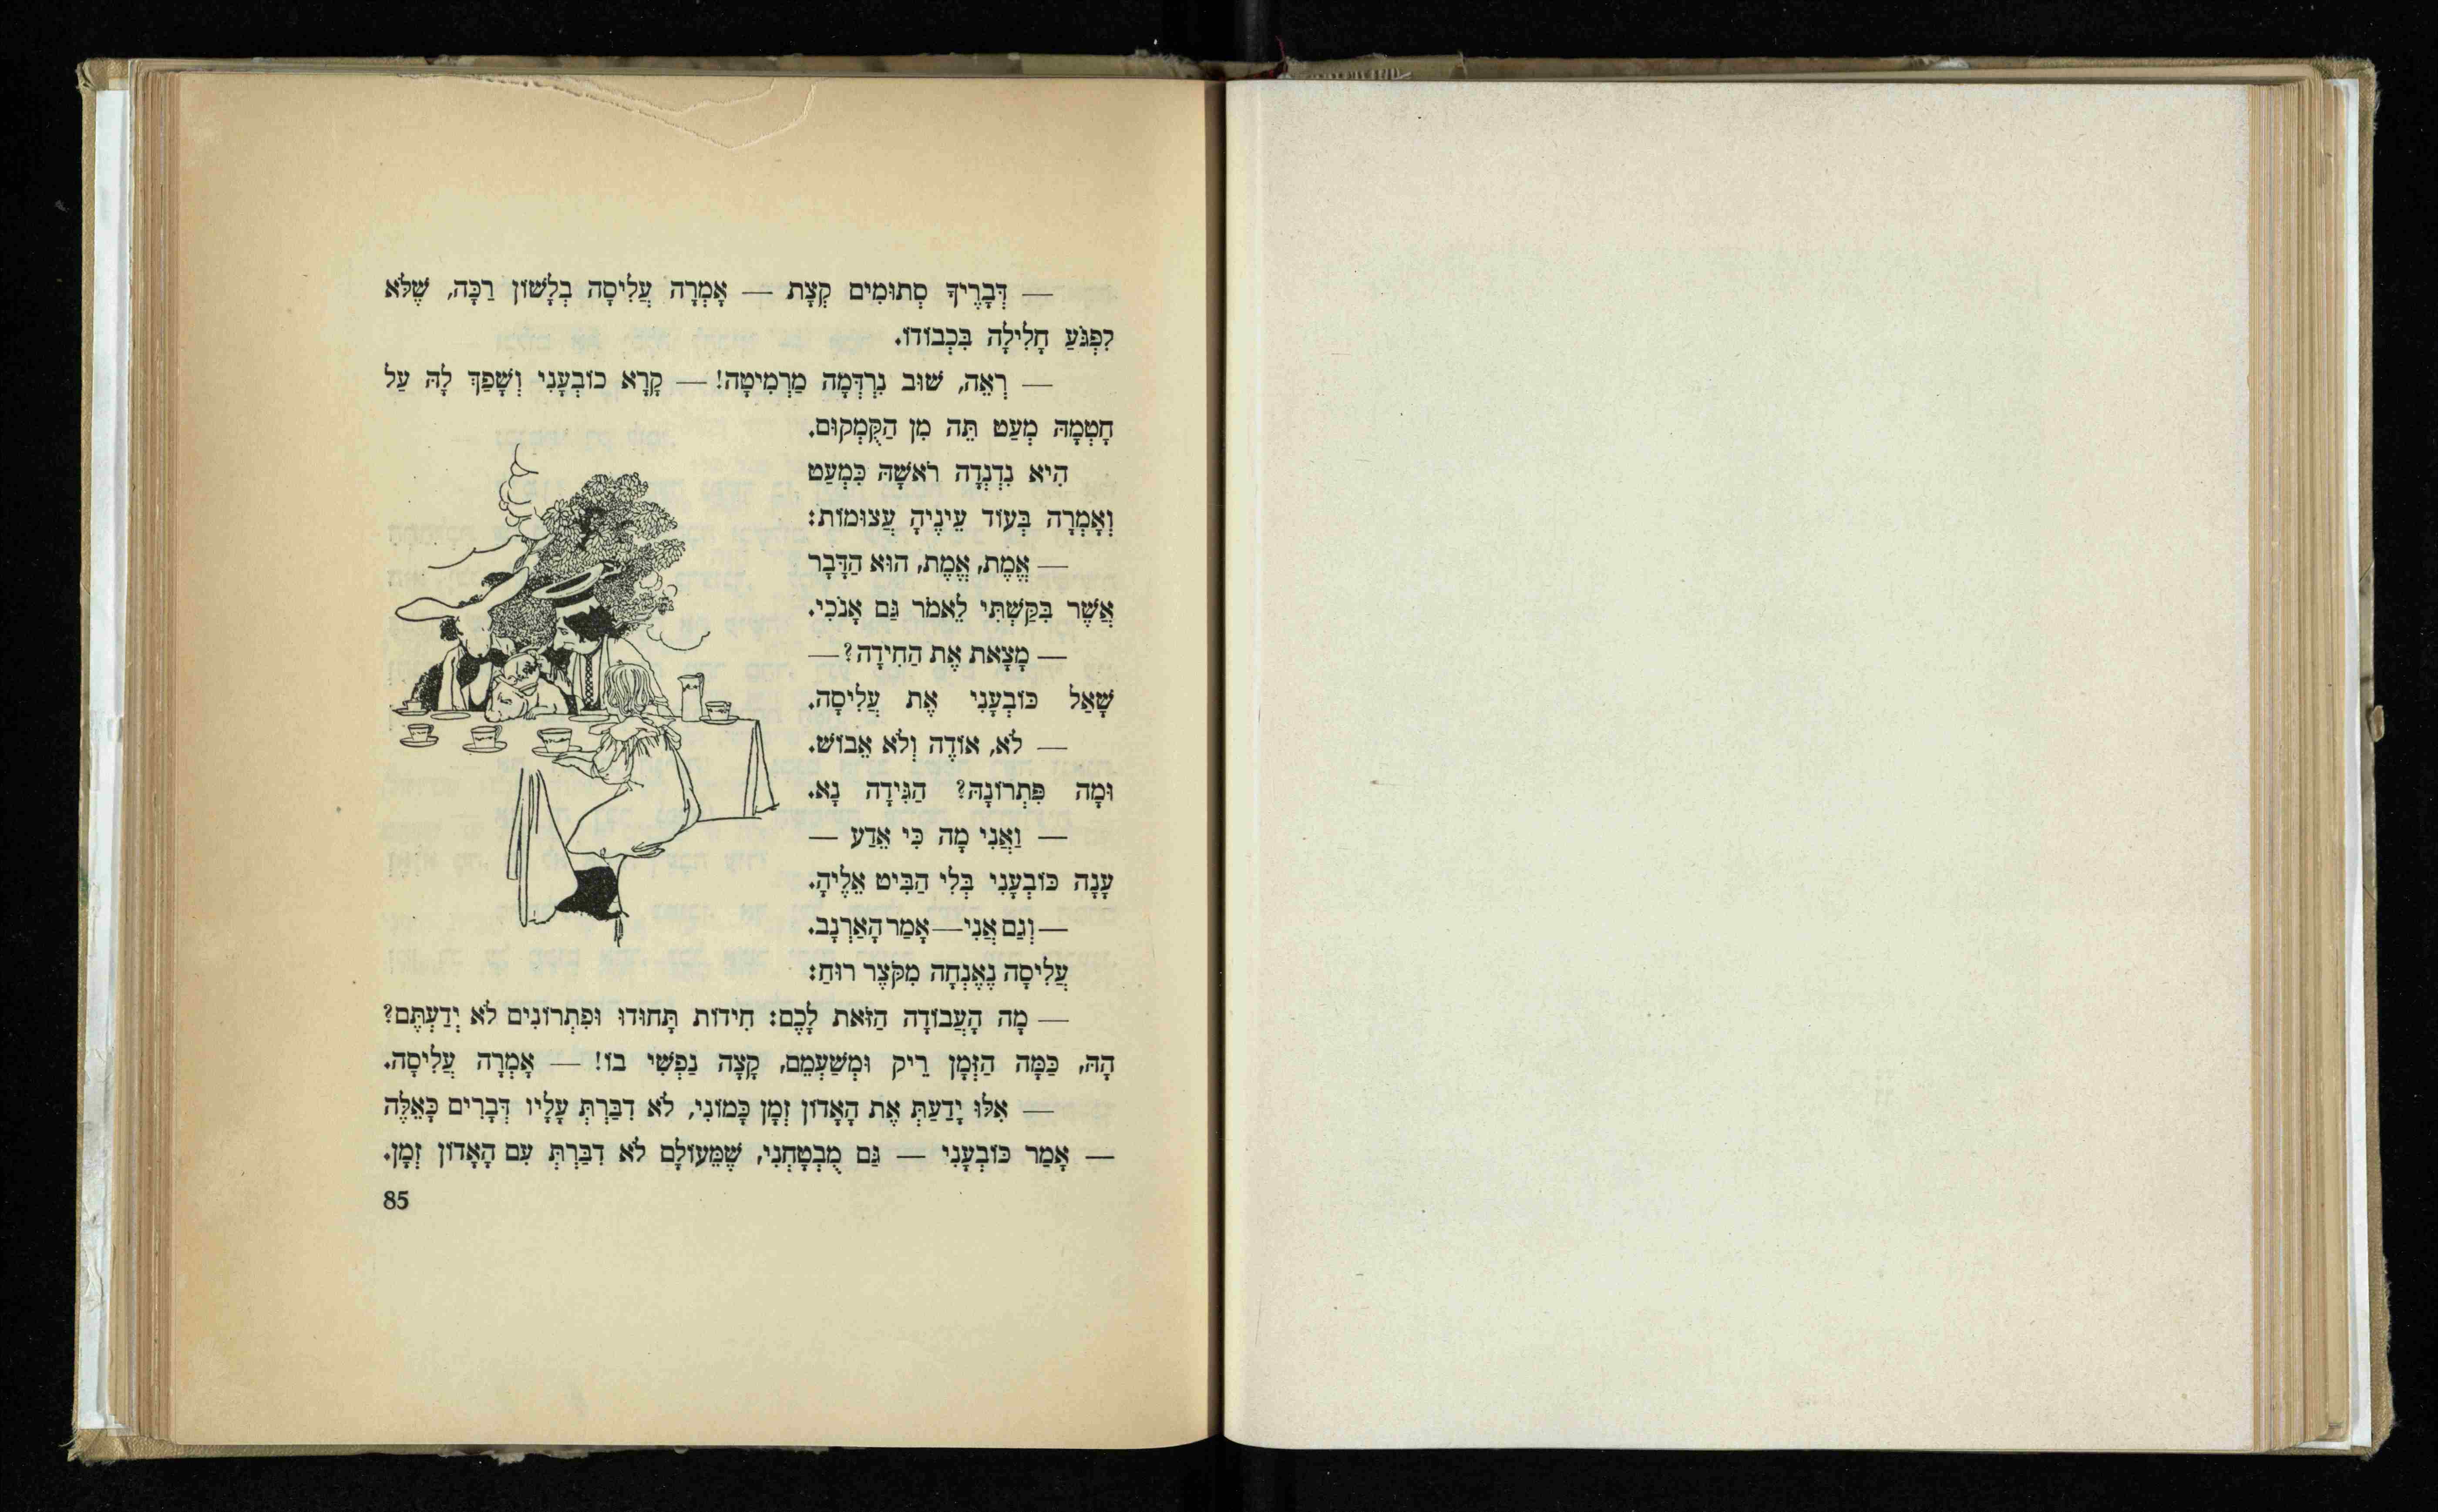 — דְּבָרֶיךָ סְתוּמִים קְצָת — אָמְרָה עֲלִיסָה בְלָשׁוֹן רַכָּה, שֶׁלֹּא
לִפְגֹּעַ חָלִילָה בִּכְבוֹדוֹ.
— רְאֵה, שׁוּב נִרְדְּמָה מַרְמִיטָה! — קָרָא כוֹבְעָנִי וְשָׁפַךְ לָהּ עַל
חָטְמָהּ מְעַט תֵּה מִן הַקֻּמְקוּם.
הִיא נִדְנְדָה רֹאשָׁהּ כִּמְעַט
וְאָמְרָה בְּעוֹד עֵינֶיהָ עֲצוּמוֹת:
— אֱמֶת, אֱמֶת, הוּא הַדָּבָר
אֲשֶׁר בִּקַּשְׁתִּי לֵאמֹר גַּם אָנֹכִי.
— מָצָאת אֶת הַחִידָה? —
שָׁאַל כּוֹבְעָנִי אֶת עֲלִיסָה.
— לֹא, אוֹדֶה וְלֹא אֵבוֹשׁ.
וּמָה פִּתְרוֹנָהּ? הַגִּידָה נָא.
— וַאֲנִי מָה כִּי אֵדַע —
עָנָה כּוֹבְעָנִי בְּלִי הַבִּיט אֵלֶיהָ.
— וְגַם אֲנִי — אָמַר הָאַרְנָב.
עֲלִיסָה נֶאֶנְחָה מִקֹּצֶר רוּחַ:
— מָה הָעֲבוֹדָה הַזֹּאת לָכֶם: חִידוֹת תָּחוּדוּ וּפִתְרוֹנִים לֹא יְדַעְתֶּם?
הָהּ, כַּמָּה הַזְּמָן רֵיק וּמְשַׁעְמֵם, קָצָה נַפְשִׁי בוֹ! — אָמְרָה עֲלִיסָה.
— אִלּוּ יָדַעַתְּ אֶת הָאָדוֹן זְמָן כָּמוֹנִי, לֹא דִבַּרְתְּ עָלָיו דְּבָרִים כָּאֵלֶּה
— אָמַר כּוֹבְעָנִי — גַּם מֻבְטָחְנִי, שֶׁמֵּעוֹלָם לֹא דִבַּרְתְּ עִם הָאָדוֹן זְמָן.
85